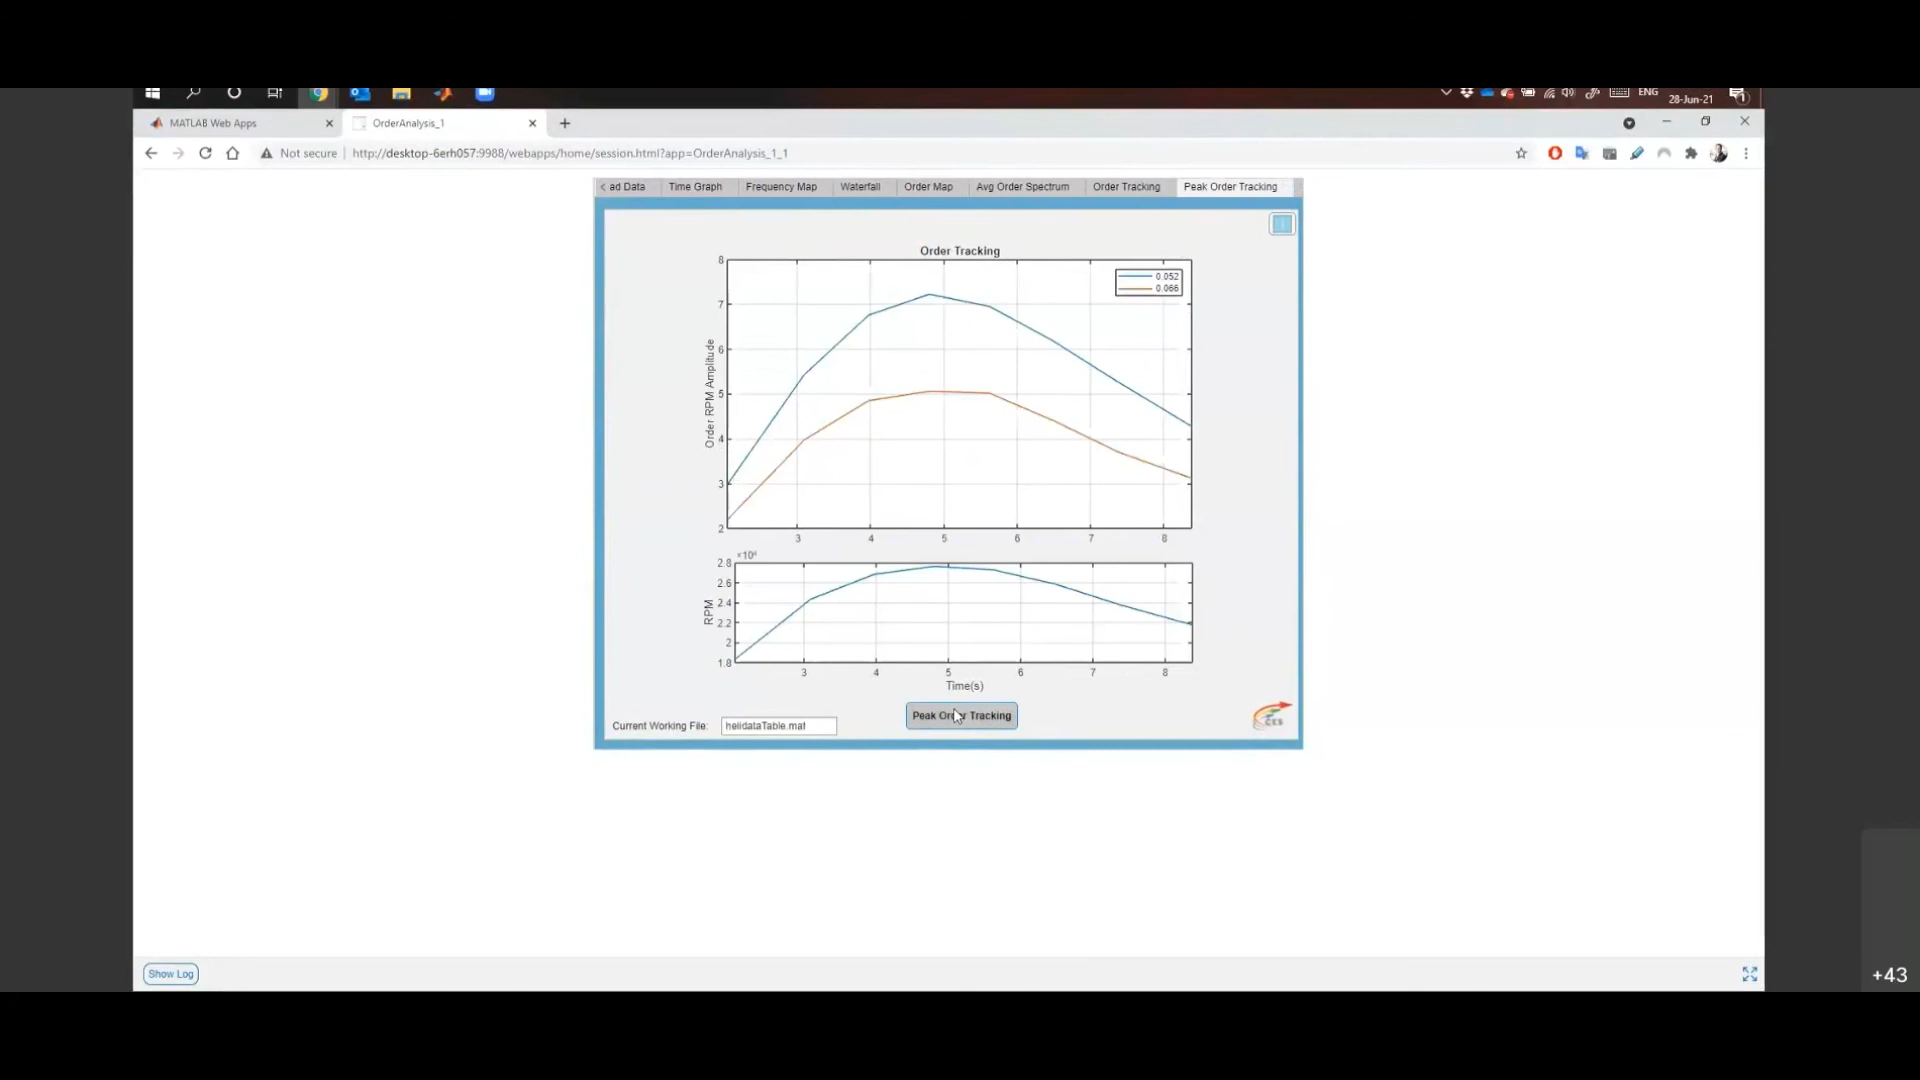 ENG
28-Jun-21
MATLAB Web Apps
OrderAnalysis_1
Not secure
http://desktop-6erh057:9988/webapps/home/session.html?app=OrderAnalysis_1_1
ad Data Time Graph Frequency Map Waterfall Order Map Avg Order Spectrum Order Tracking Peak Order Tracking
Order Tracking
0.052
0.066
Order RPM Amplitude
8
7
6
5
4
3
2
3 4 5 6 7 8
RPM
2.8
2.6
2.4
2.2
2
1.8
3 4 5 6 7 8
Time(s)
Peak Order Tracking
Current Working File: helidataTable.mat
CES
Show Log
+43